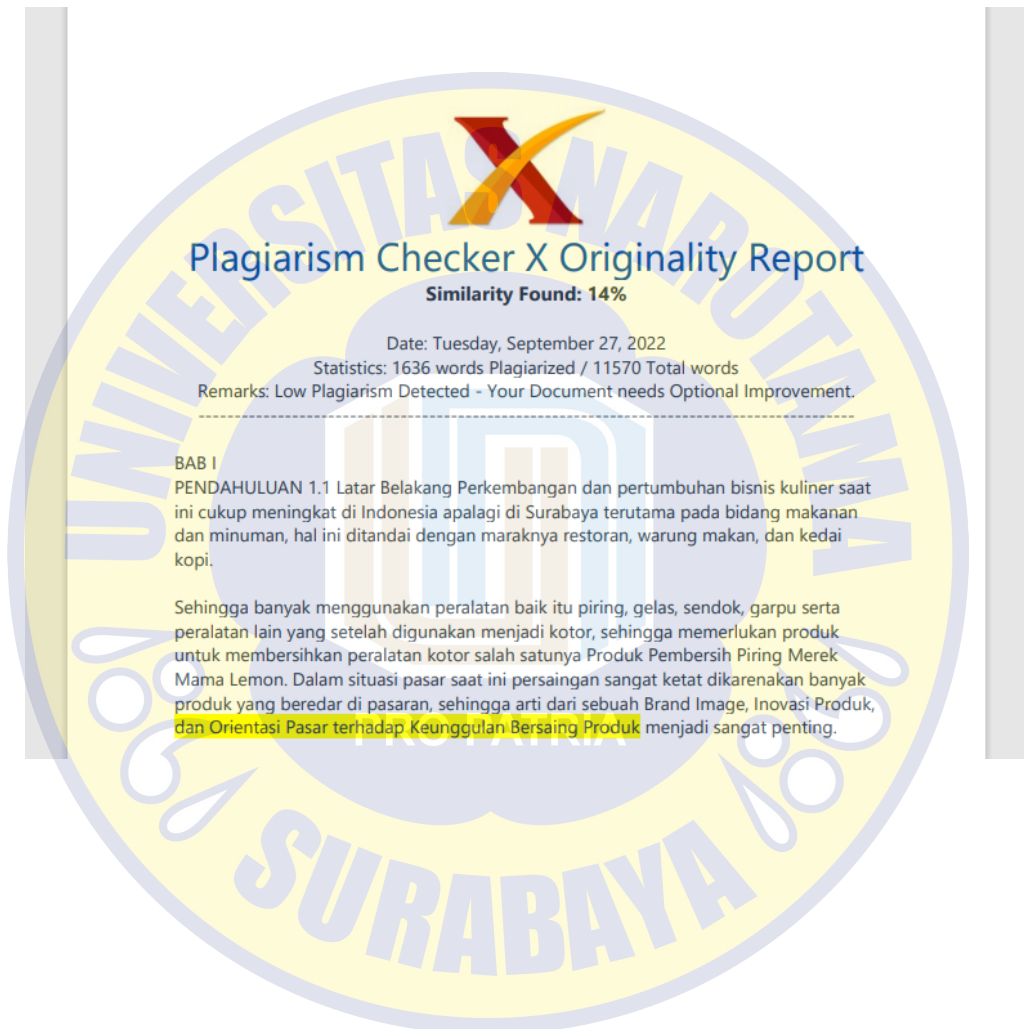 Plagiarism Checker X Originality Report
Similarity Found: 14%
Date: Tuesday, September 27, 2022
Statistics: 1636 words Plagiarized / 11570 Total words
Remarks: Low Plagiarism Detected - Your Document needs Optional Improvement.
-------------------------------------------------------------------------------------------
BAB I
PENDAHULUAN 1.1 Latar Belakang Perkembangan dan pertumbuhan bisnis kuliner saat
ini cukup meningkat di Indonesia apalagi di Surabaya terutama pada bidang makanan
dan minuman, hal ini ditandai dengan maraknya restoran, warung makan, dan kedai
kopi.
Sehingga banyak menggunakan peralatan baik itu piring, gelas, sendok, garpu serta
peralatan lain yang setelah digunakan menjadi kotor, sehingga memerlukan produk
untuk membersihkan peralatan kotor salah satunya Produk Pembersih Piring Merek
Mama Lemon. Dalam situasi pasar saat ini persaingan sangat ketat dikarenakan banyak
produk yang beredar di pasaran, sehingga arti dari sebuah Brand Image, Inovasi Produk,
dan Orientasi Pasar terhadap Keunggulan Bersaing Produk menjadi sangat penting.
UNIVERSITAS NAROTAMA
PRO PATRIA
SURABAYA